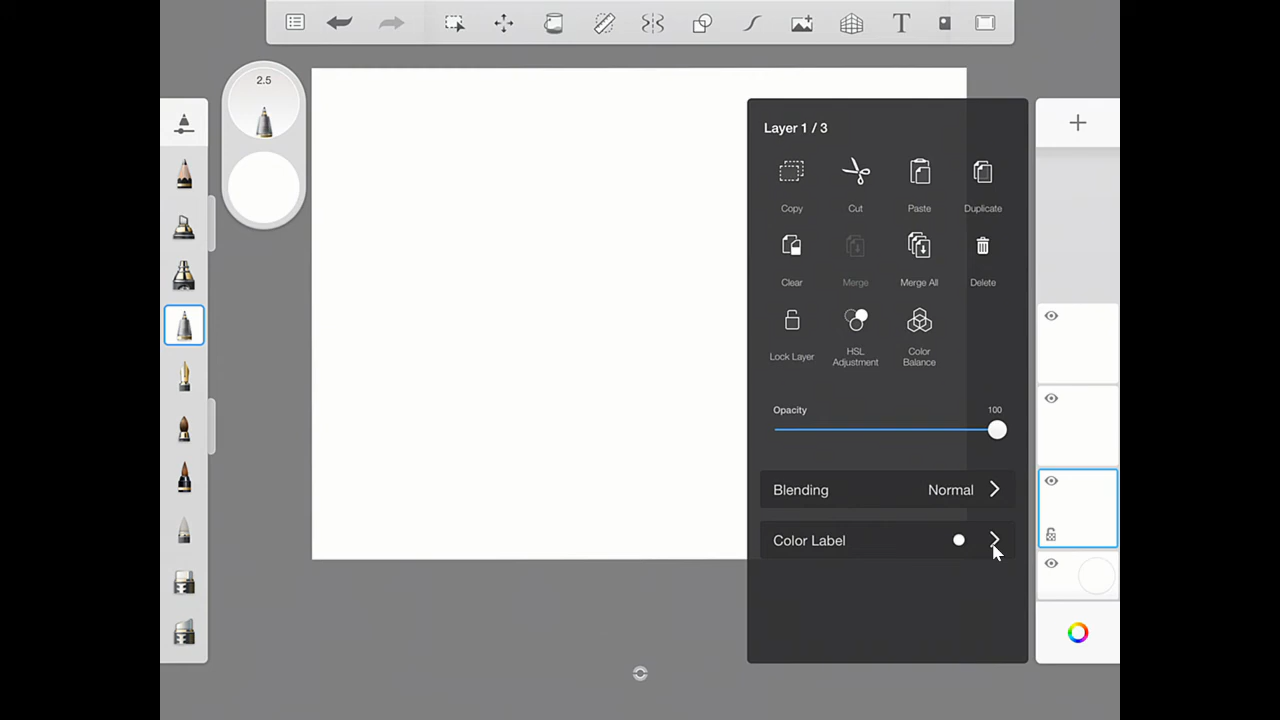 2.5
Layer 1 / 3
Copy
Cut
Paste
Duplicate
Clear
Merge
Merge All
Delete
Lock Layer
HSL
Adjustment
Color
Balance
Opacity
100
Blending
Normal
Color Label